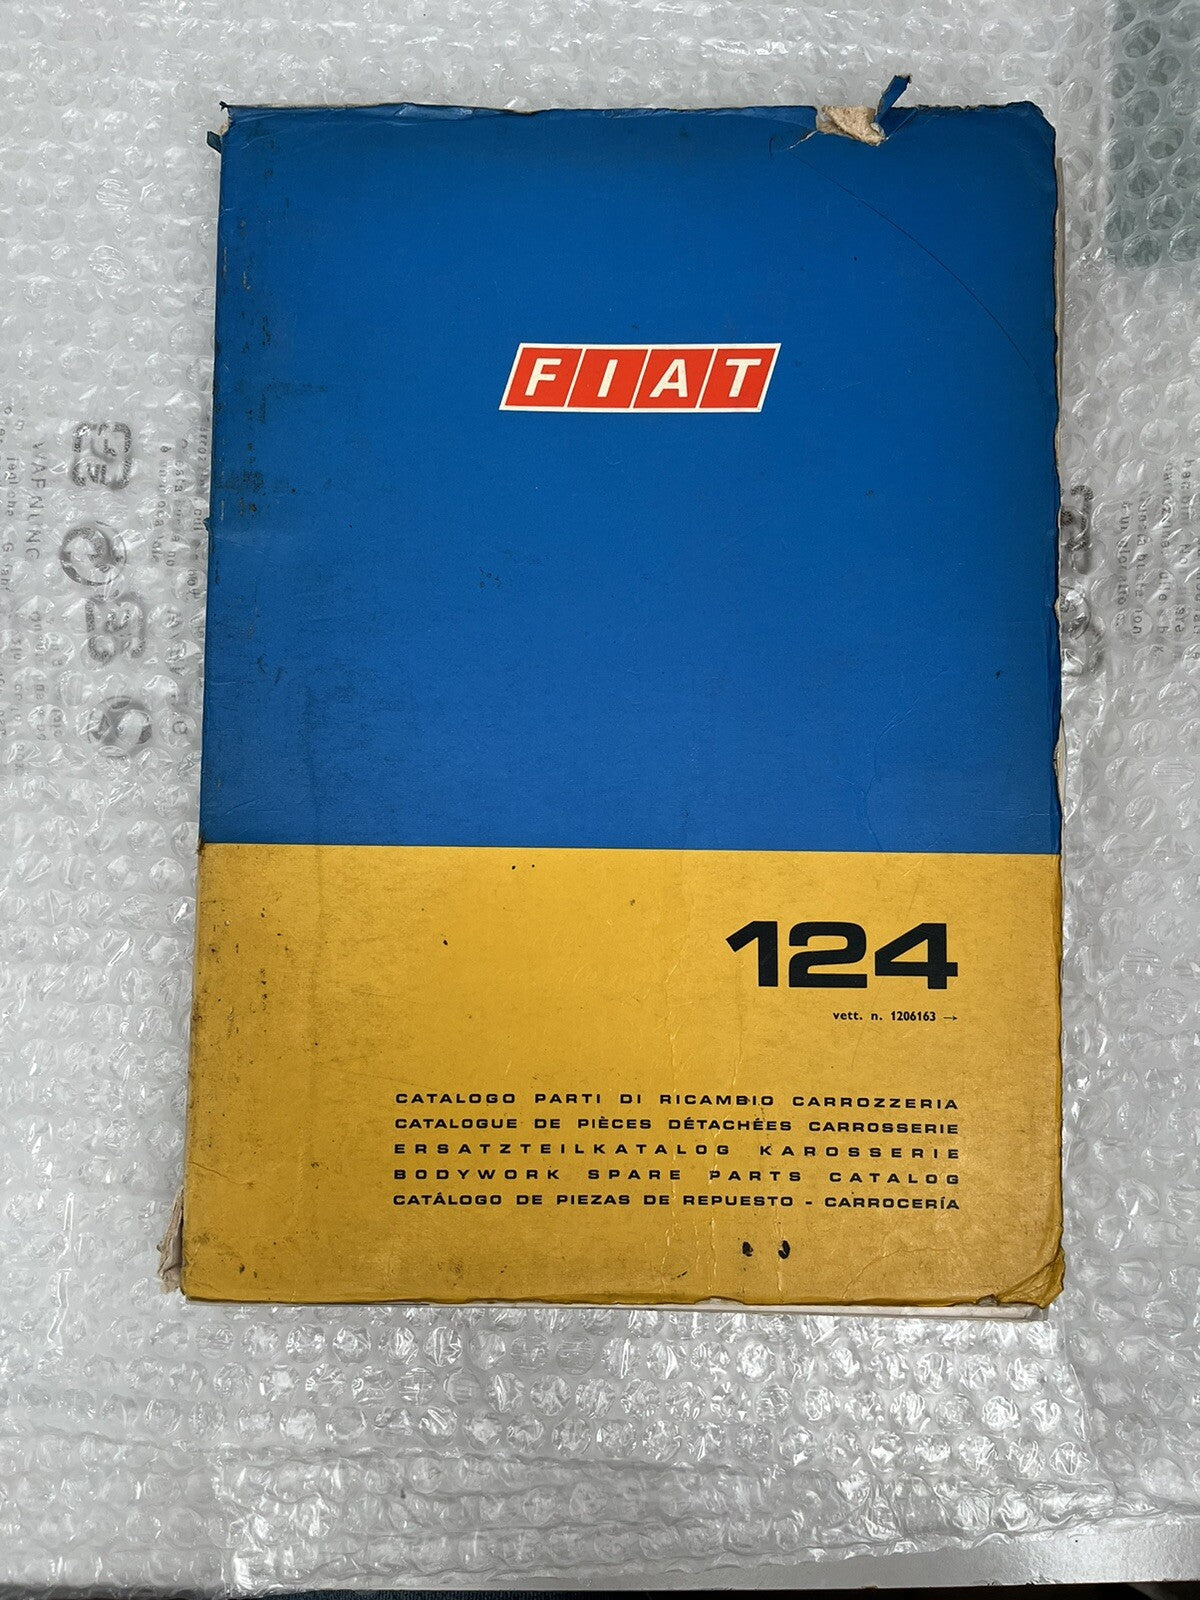 FIAT
124
vett. n. 1206163 →
CATALOGO PARTI DI RICAMBIO CARROZZERIA
CATALOGUE DE PIÈCES DÉTACHÉES CARROSSERIE
ERSATZTEILKATALOG KAROSSERIE
BODYWORK SPARE PARTS CATALOG
CATÁLOGO DE PIEZAS DE REPUESTO - CARROCERÍA
WARNING